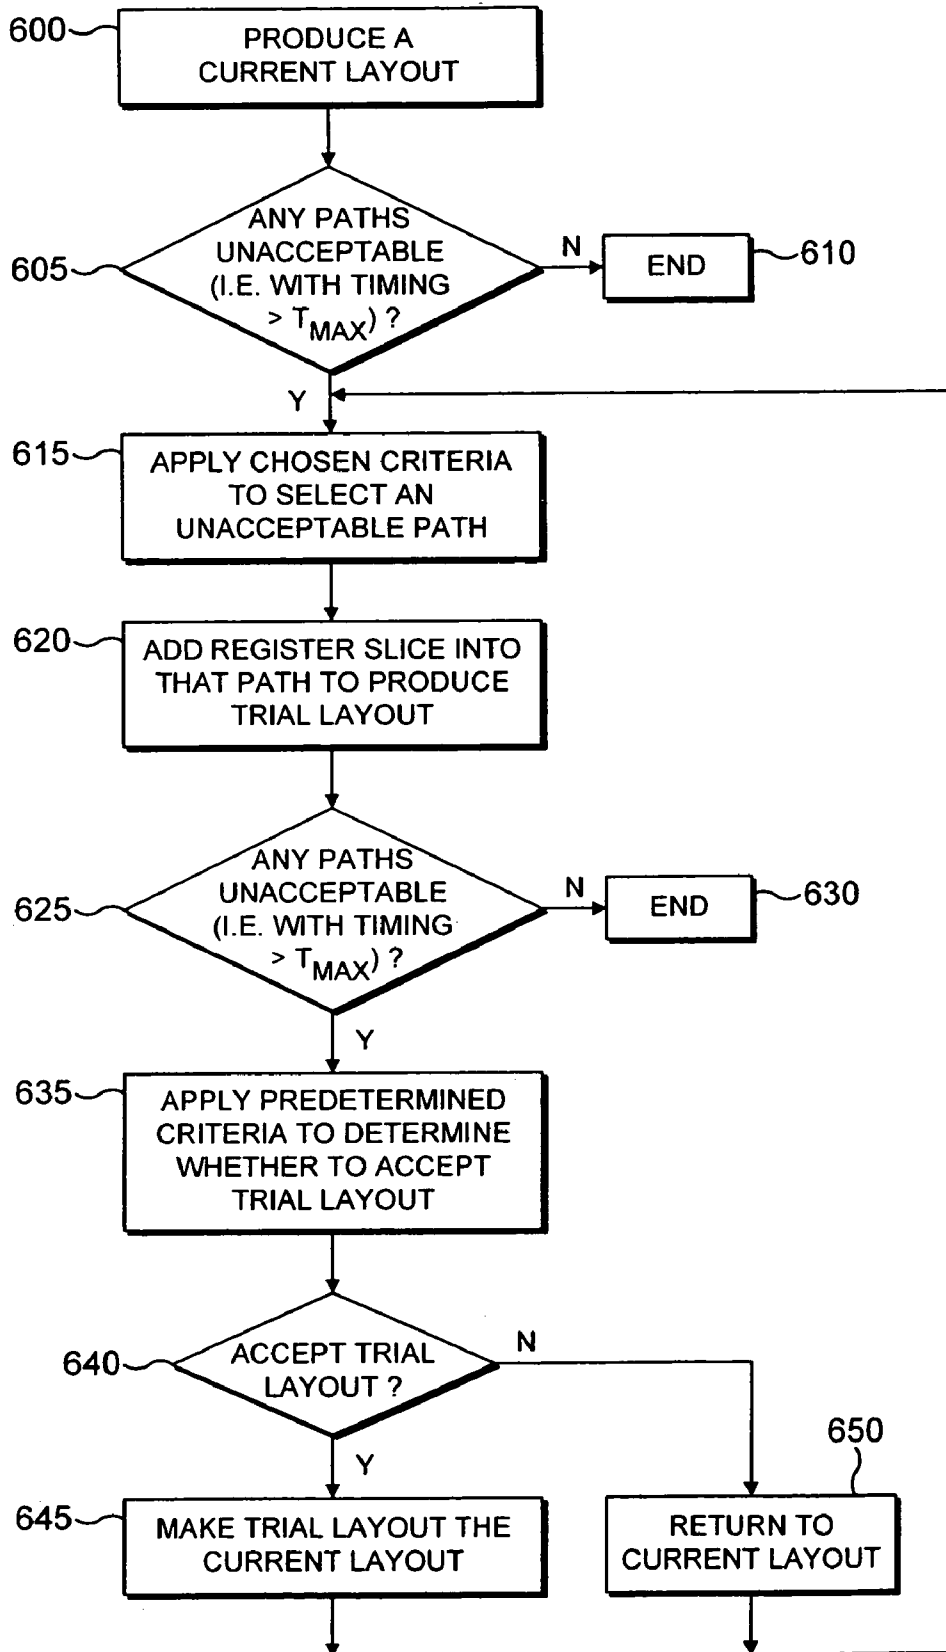 600
PRODUCE A
CURRENT LAYOUT
605
ANY PATHS
UNACCEPTABLE
(I.E. WITH TIMING
> TMAX) ?
N
END
610
Y
615
APPLY CHOSEN CRITERIA
TO SELECT AN
UNACCEPTABLE PATH
620
ADD REGISTER SLICE INTO
THAT PATH TO PRODUCE
TRIAL LAYOUT
625
ANY PATHS
UNACCEPTABLE
(I.E. WITH TIMING
> TMAX) ?
N
END
630
Y
635
APPLY PREDETERMINED
CRITERIA TO DETERMINE
WHETHER TO ACCEPT
TRIAL LAYOUT
640
ACCEPT TRIAL
LAYOUT ?
N
Y
645
MAKE TRIAL LAYOUT THE
CURRENT LAYOUT
650
RETURN TO
CURRENT LAYOUT